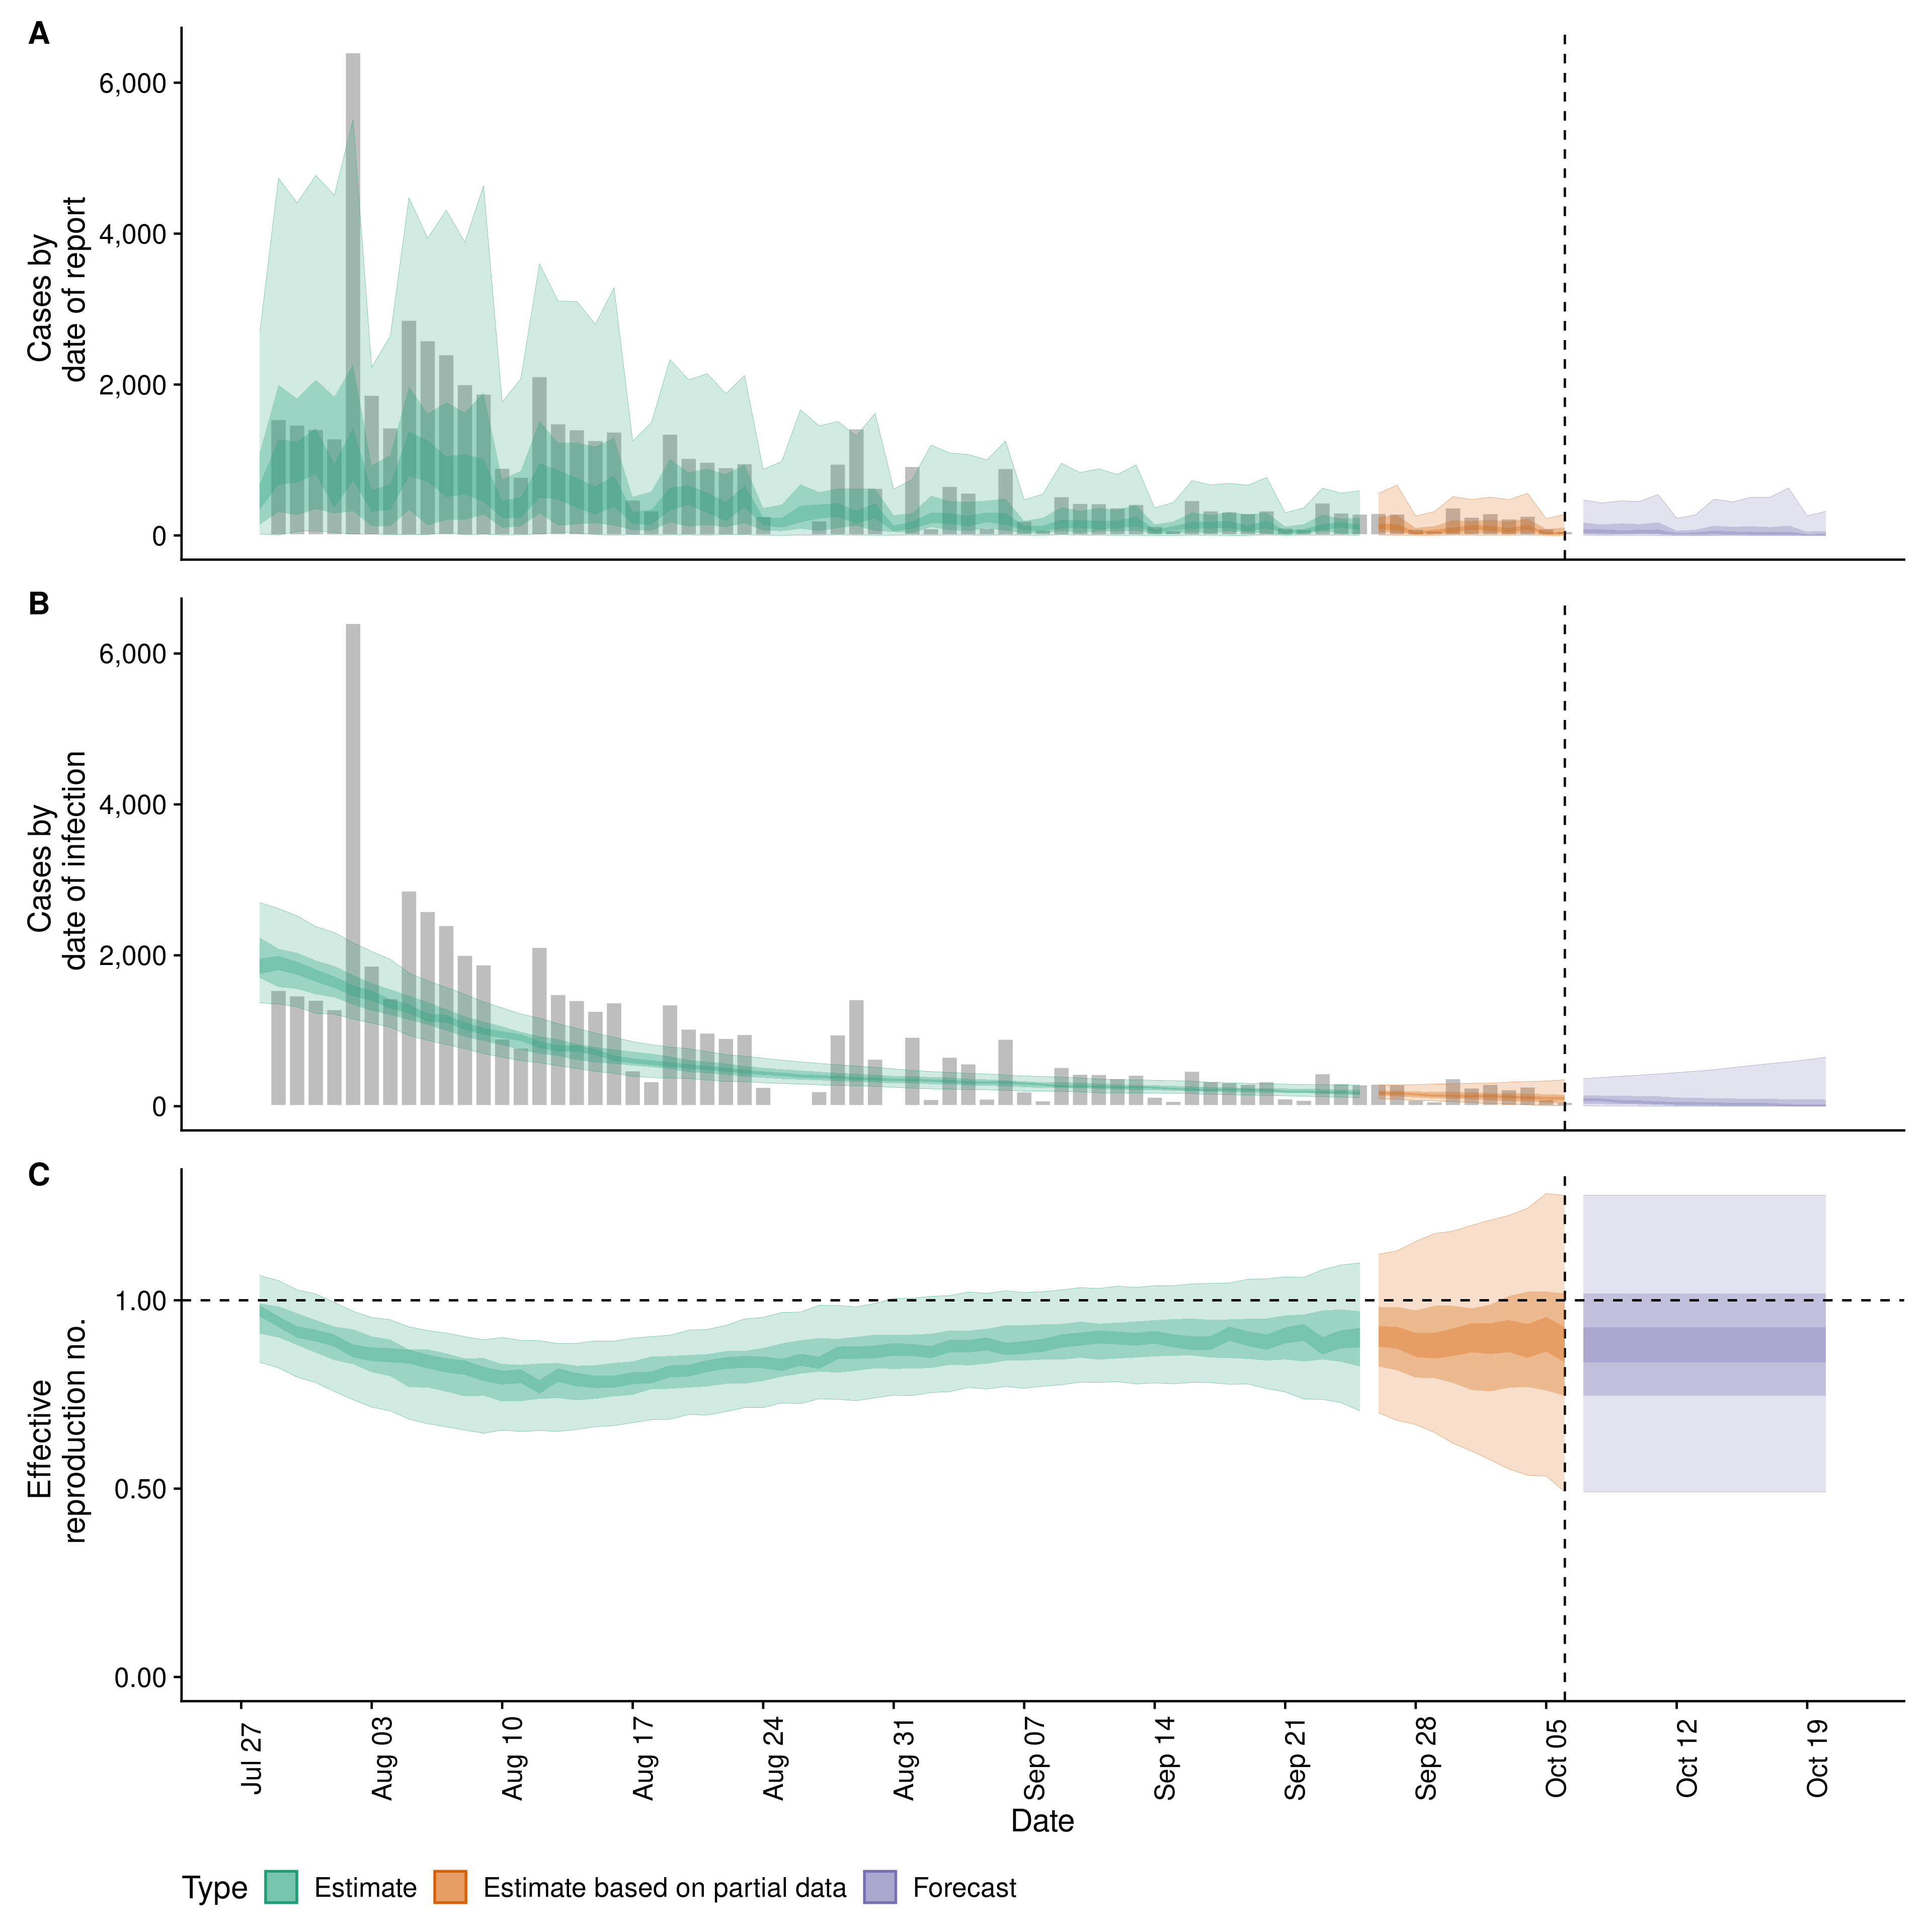 A
Cases by
date of report
6,000
4,000
2,000
0
B
Cases by
date of infection
6,000
4,000
2,000
0
C
Effective
reproduction no.
1.00
0.50
0.00
Jul 27
Aug 03
Aug 10
Aug 17
Aug 24
Aug 31
Sep 07
Sep 14
Sep 21
Sep 28
Oct 05
Oct 12
Oct 19
Date
Type Estimate Estimate based on partial data Forecast